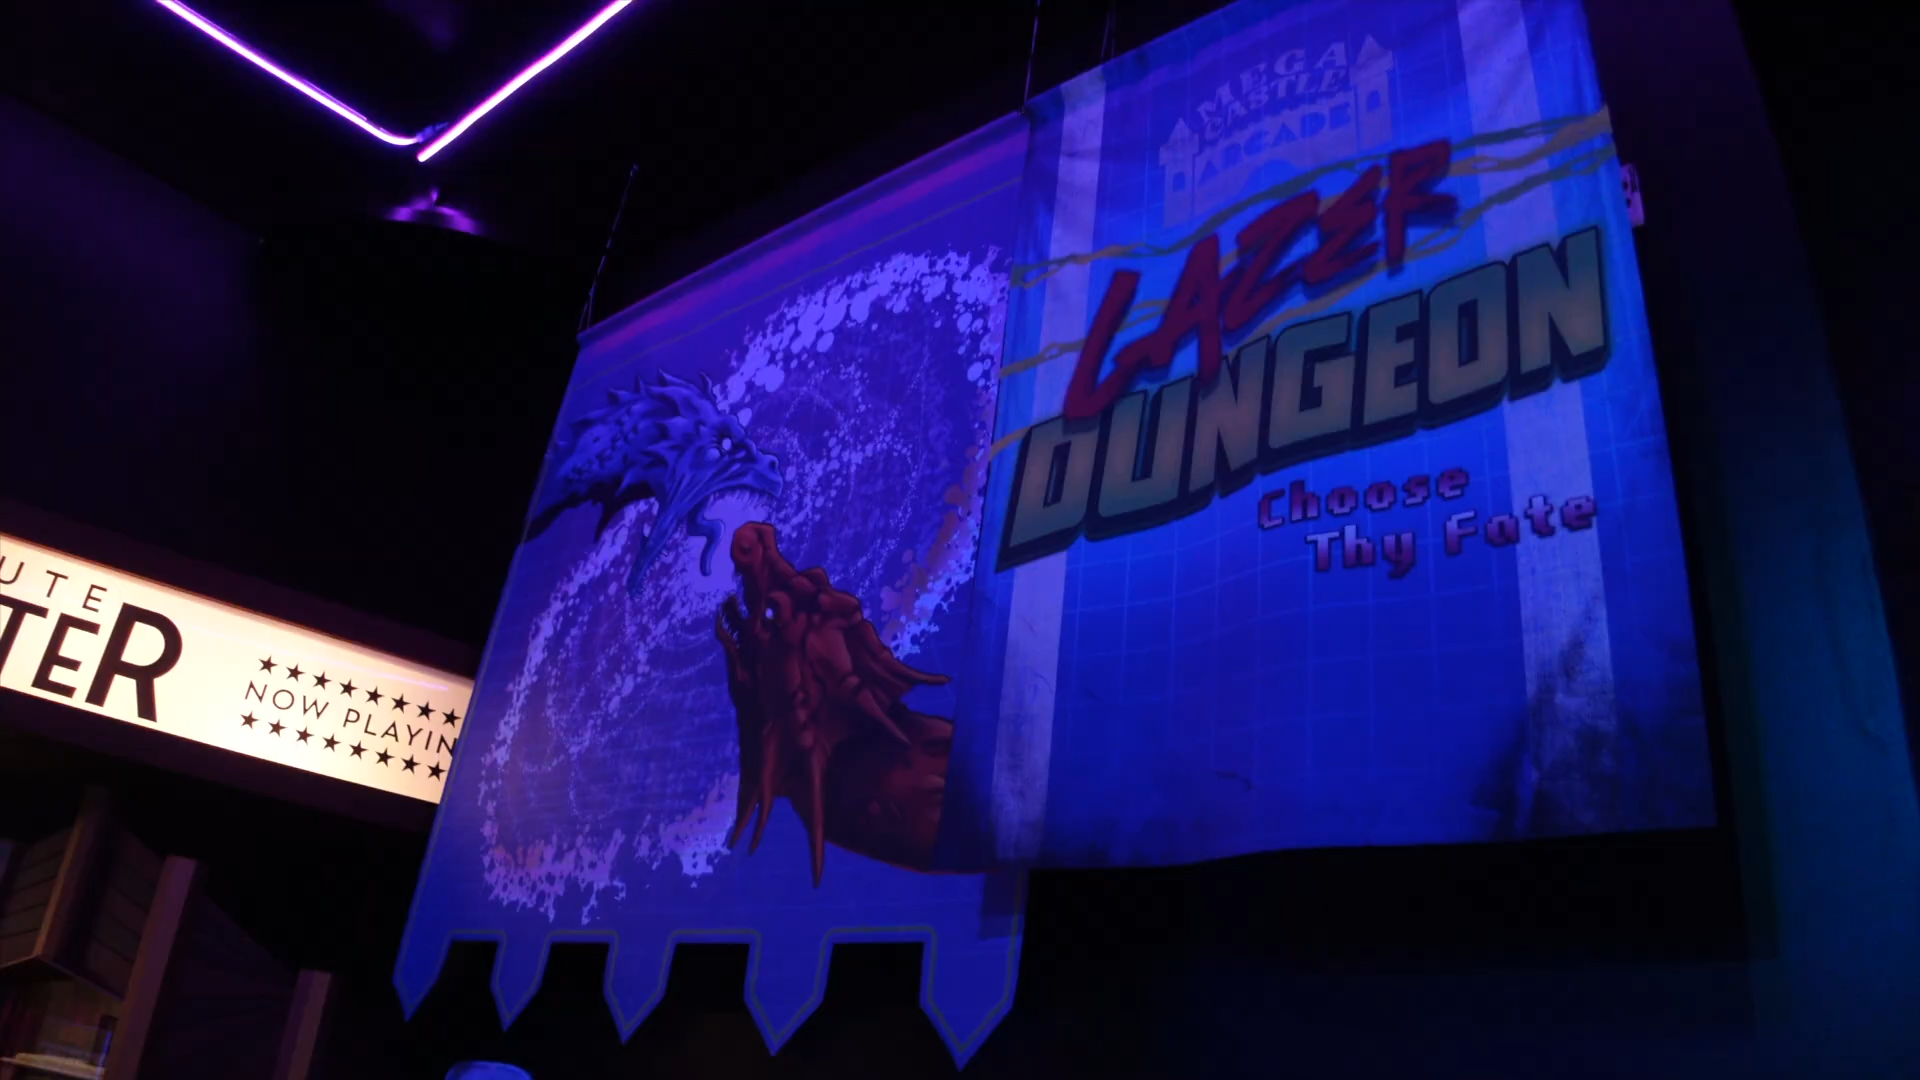 MEGA
CASTLE
ARCADE
LAZER
DUNGEON
Choose
Thy Fate
UTE
TER
NOW PLAYIN